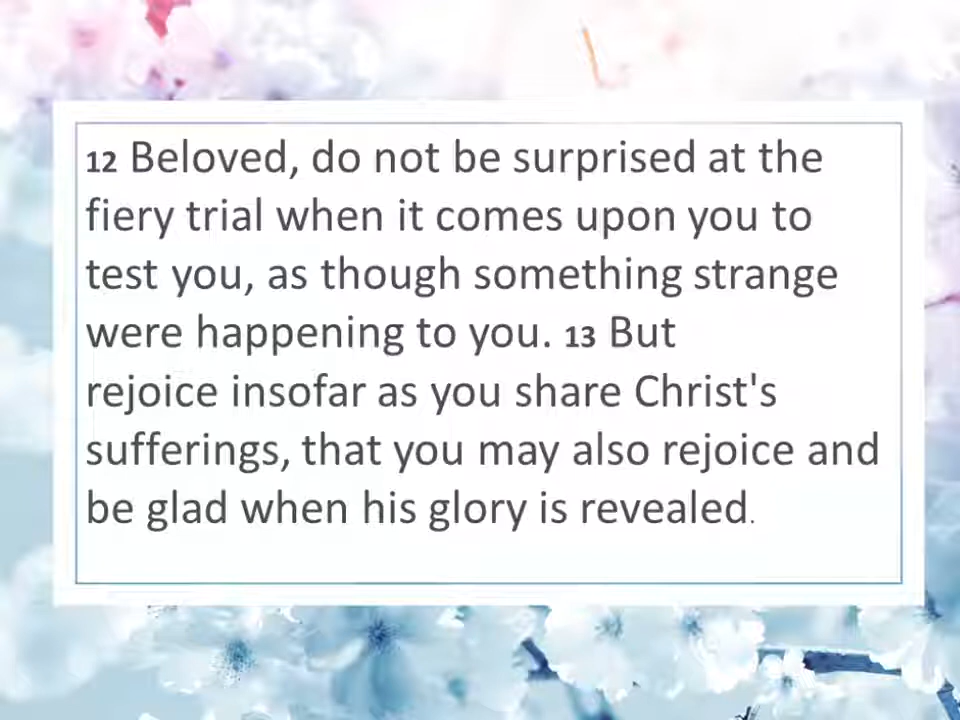 12 Beloved, do not be surprised at the
fiery trial when it comes upon you to
test you, as though something strange
were happening to you. 13 But
rejoice insofar as you share Christ's
sufferings, that you may also rejoice and
be glad when his glory is revealed.